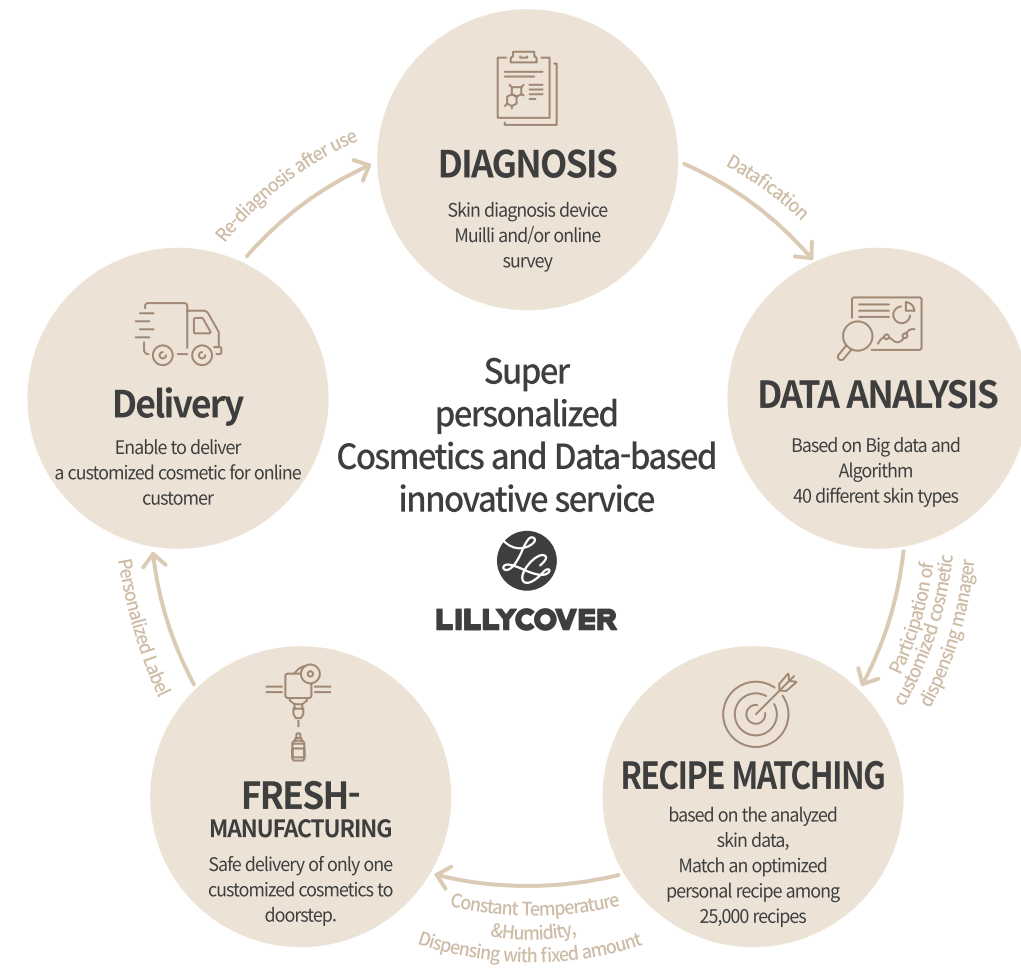 DIAGNOSIS
Skin diagnosis device
Muilli and/or online
survey
Datafication
DATA ANALYSIS
Based on Big data and
Algorithm
40 different skin types
Participation of
customized cosmetic
dispensing manager
RECIPE MATCHING
based on the analyzed
skin data,
Match an optimized
personal recipe among
25,000 recipes
Constant Temperature
&Humidity,
Dispensing with fixed amount
FRESH-
MANUFACTURING
Safe delivery of only one
customized cosmetics to
doorstep.
Personalized Label
Delivery
Enable to deliver
a customized cosmetic for online
customer
Re-diagnosis after use
Super
personalized
Cosmetics and Data-based
innovative service
LC
LILLYCOVER